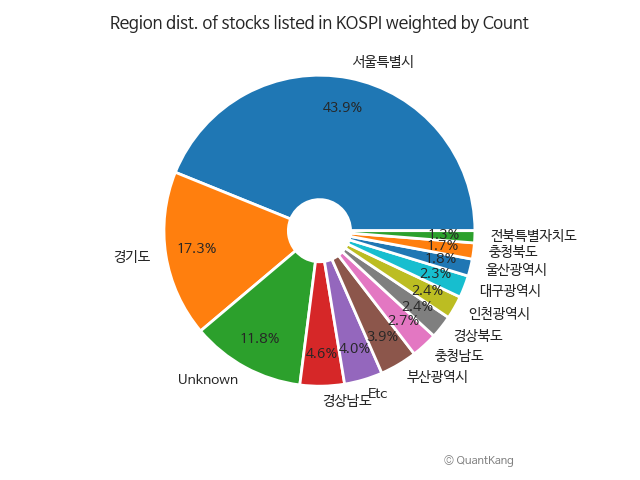 Region dist. of stocks listed in KOSPI weighted by Count
서울특별시
43.9%
경기도
17.3%
Unknown
11.8%
경상남도
4.6%
Etc
4.0%
부산광역시
3.9%
충청남도
2.7%
경상북도
2.4%
인천광역시
2.4%
대구광역시
2.3%
울산광역시
1.8%
충청북도
1.7%
전북특별자치도
1.3%
© QuantKang